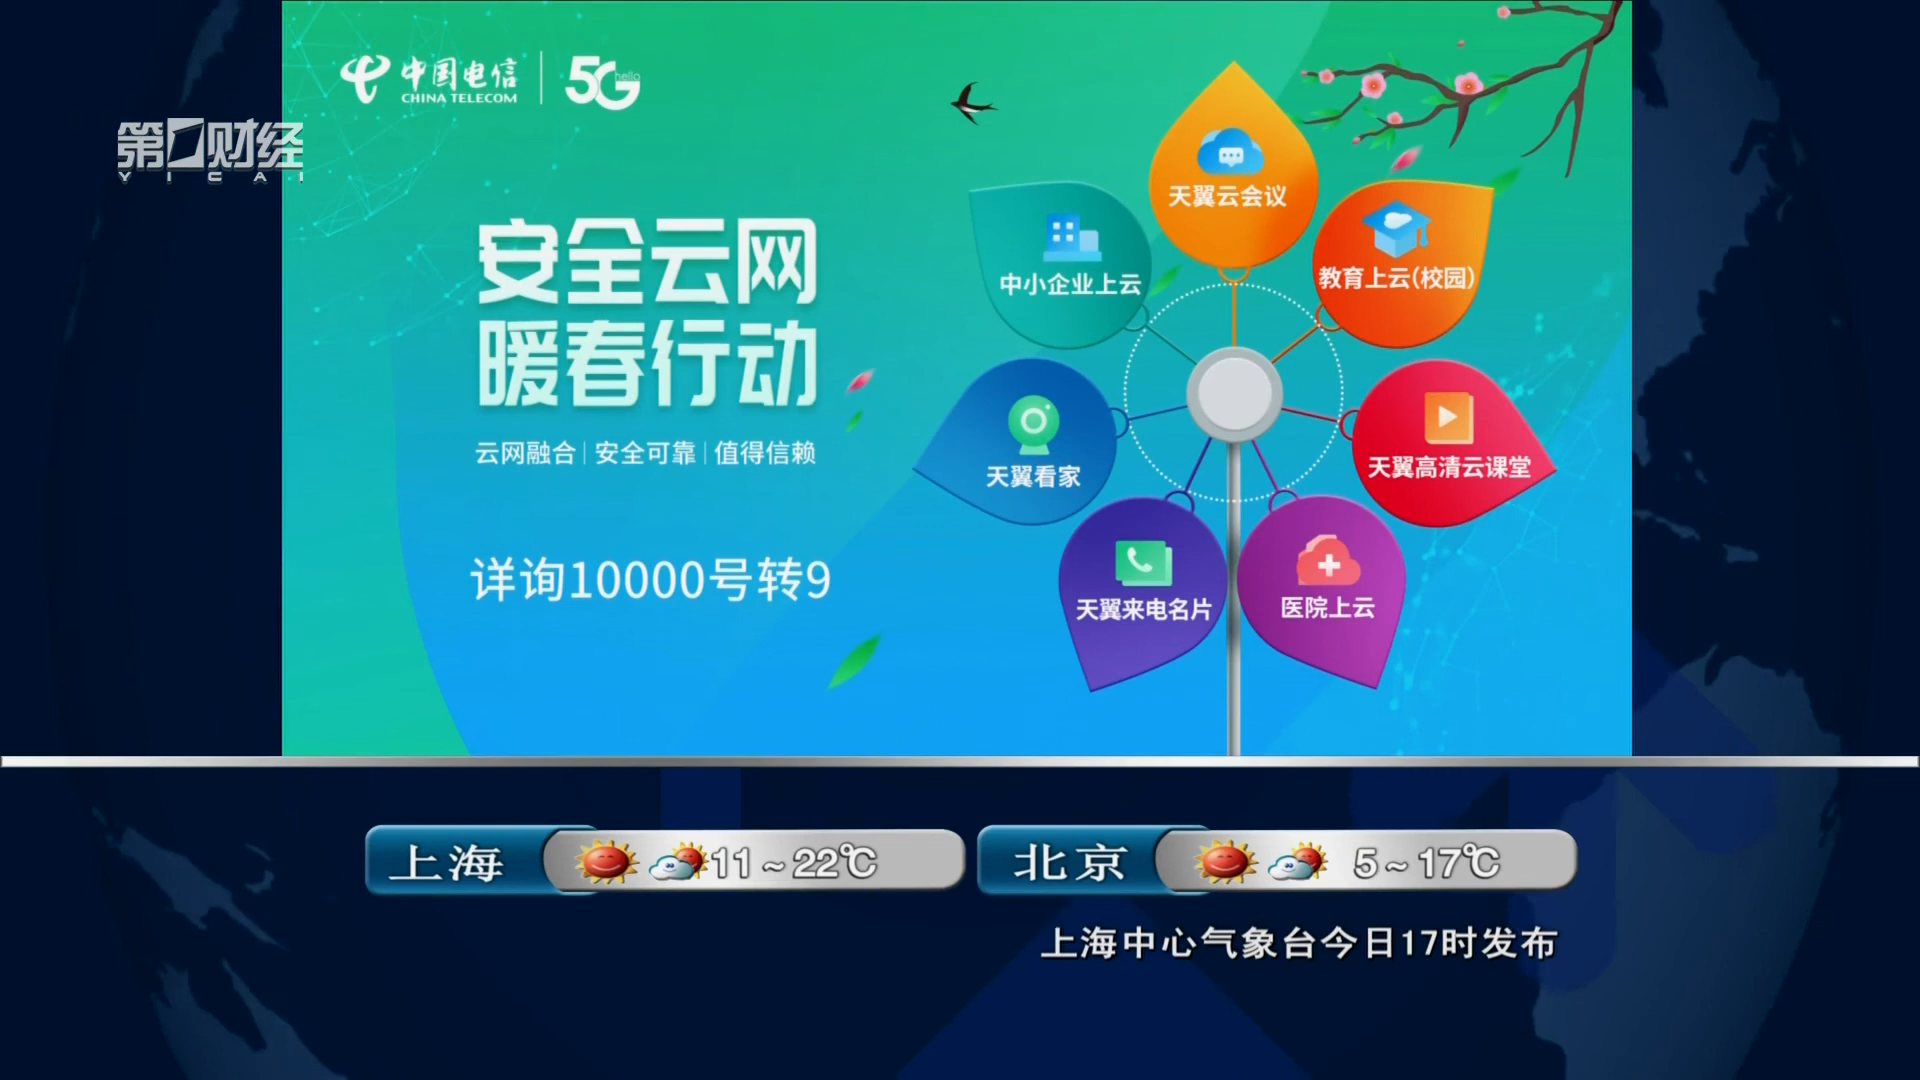 中国电信
CHINA TELECOM
5G
hello
第一财经
YICAI
安全云网
暖春行动
云网融合|安全可靠|值得信赖
详询10000号转9
天翼云会议
中小企业上云
教育上云(校园)
天翼看家
天翼高清云课堂
天翼来电名片
医院上云
上海 11~22℃
北京 5~17℃
上海中心气象台今日17时发布